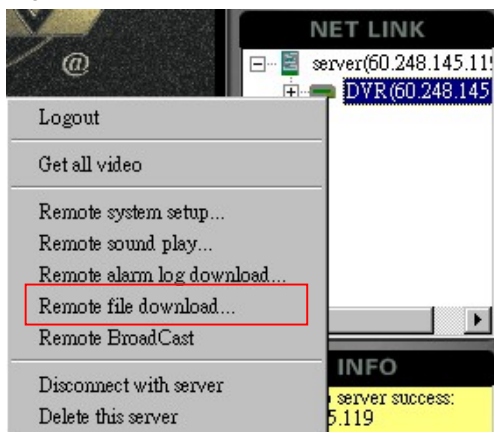 NET LINK
@
server(60.248.145.11
DVR(60.248.145
Logout
Get all video
Remote system setup...
Remote sound play...
Remote alarm log download...
Remote file download...
Remote BroadCast
INFO
Disconnect with server
server success:
Delete this server
5.119